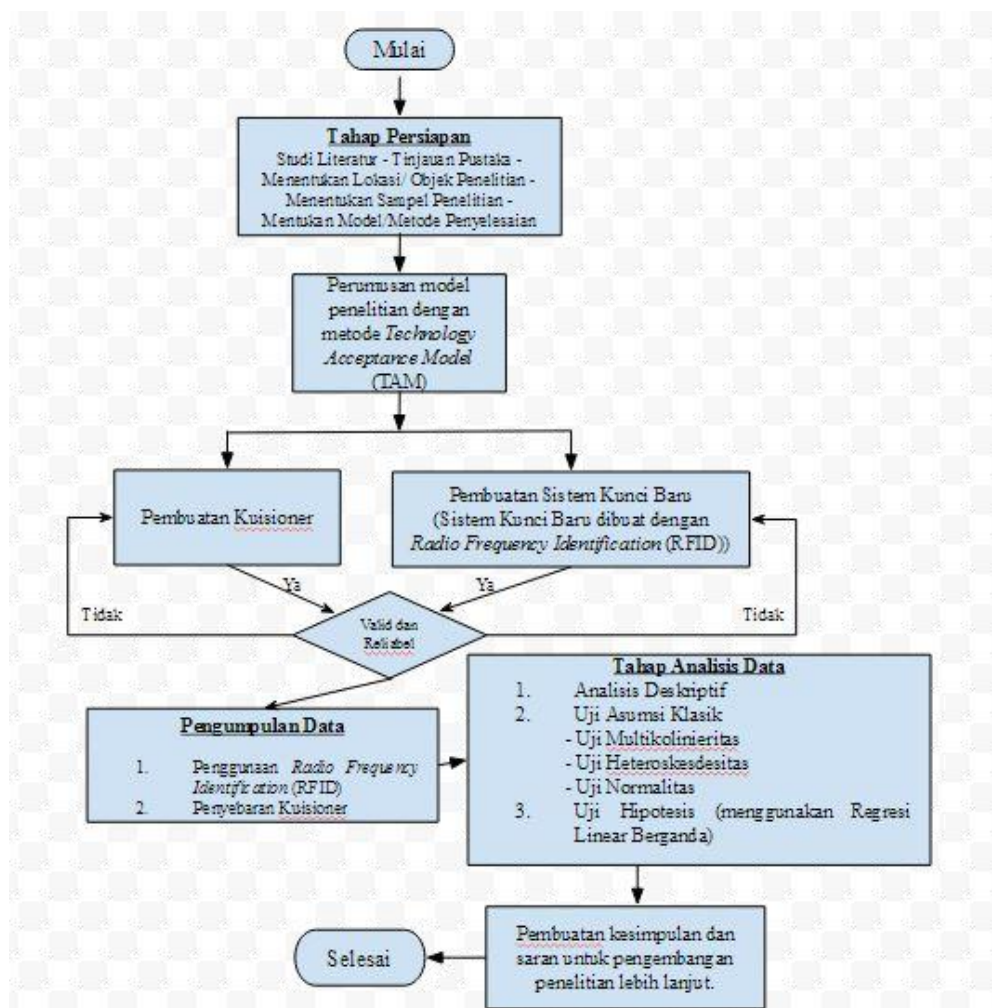 Mulai
Tahap Persiapan
Studi Literatur - Tinjauan Pustaka -
Menentukan Lokasi/ Objek Penelitian -
Menentukan Sampel Penitian -
Mentukan Model/Metode Penyelesaian
Perumusan model
penelitian dengan
metode Technology
Acceptance Model
(TAM)
Pembuatan Kuisioner
Pembuatan Sistem Kunci Baru
(Sistem Kunci Baru dibuat dengan
Radio Frequency Identification (RFID))
Ya
Ya
Tidak
Tidak
Valid dan
Reliabel
Pengumpulan Data
1. Penggunaan Radio Frequency
Identification (RFID)
2. Penyebaran Kuisioner
Tahap Analisis Data
1. Analisis Deskriptif
2. Uji Asumsi Klasik
- Uji Multikolinieritas
- Uji Heteroskesdesitas
- Uji Normalitas
3. Uji Hipotesis (menggunakan Regresi
Linear Berganda)
Pembuatan kesimpulan dan
saran untuk pengembangan
penelitian lebih lanjut.
Selesai